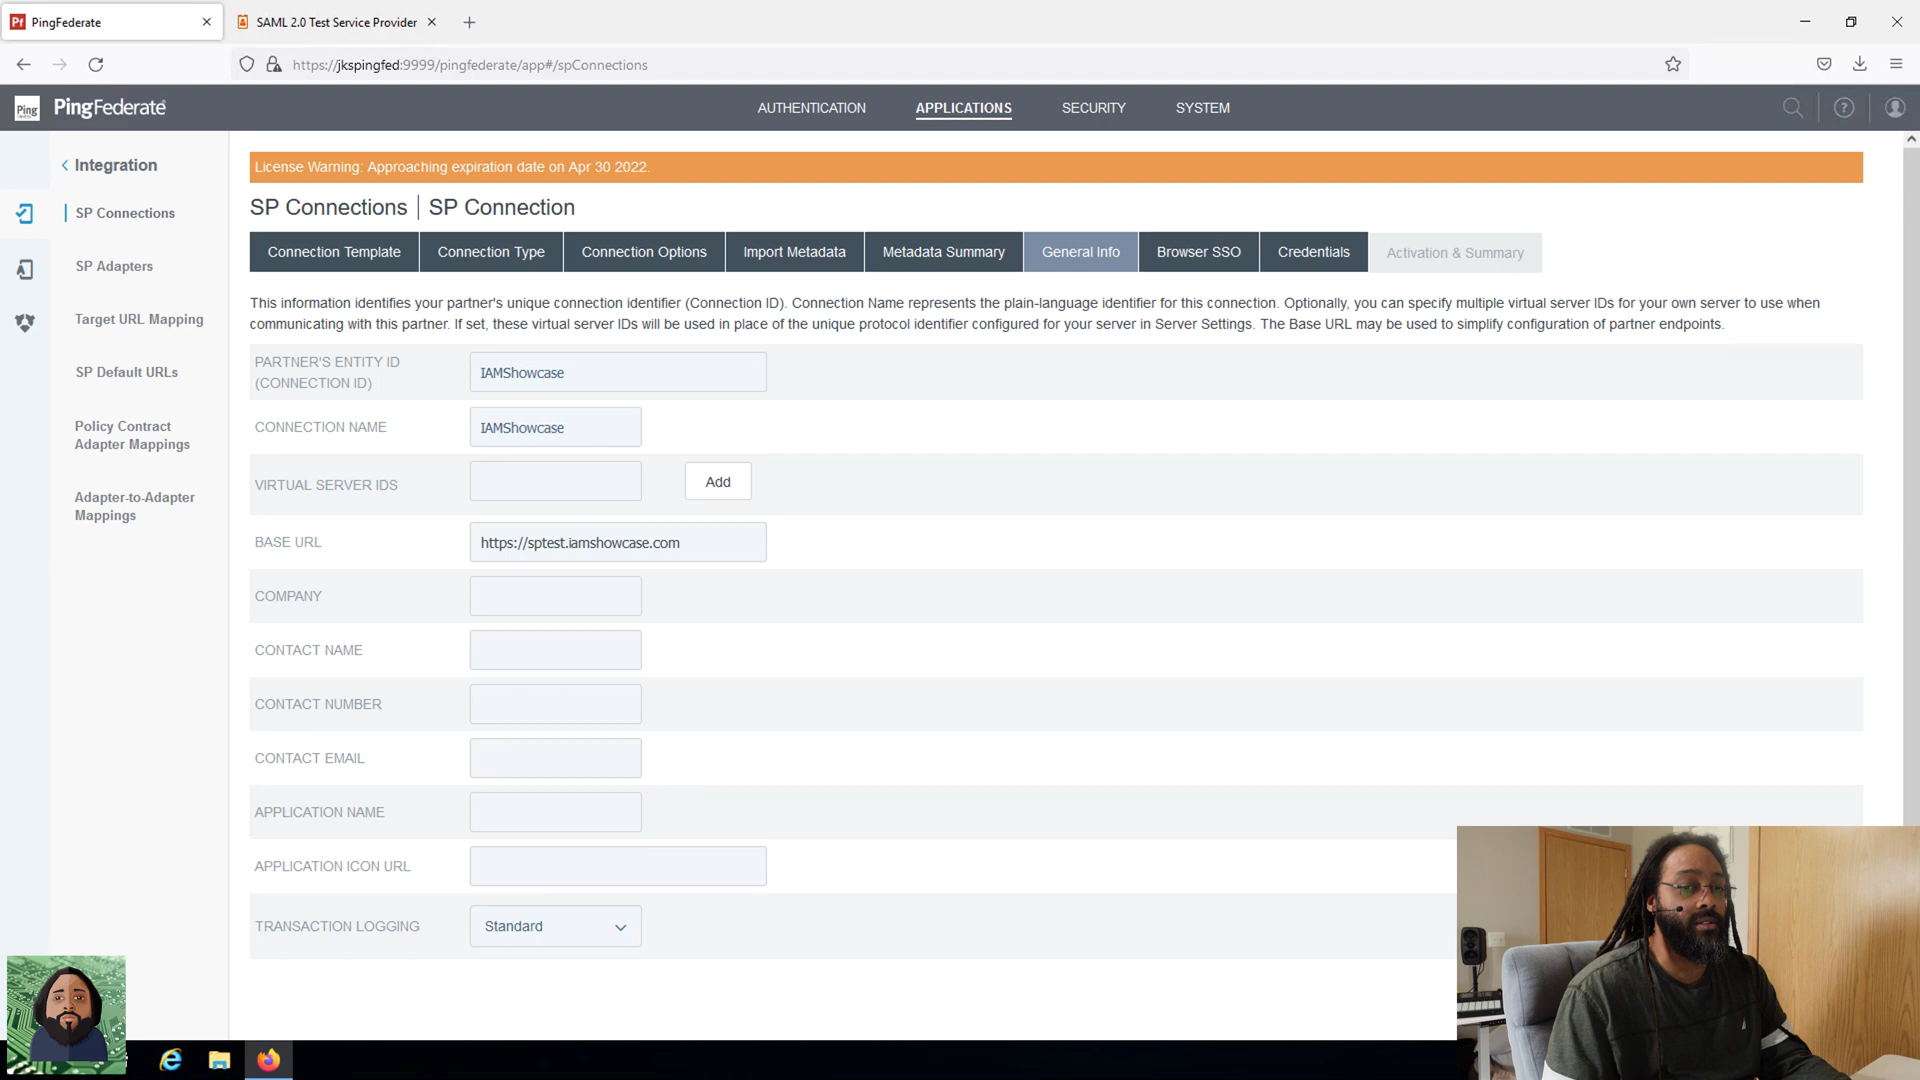 PingFederate
SAML 2.0 Test Service Provider
https://jkspingfed:9999/pingfederate/app#/spConnections
Ping
PingFederate
AUTHENTICATION
APPLICATIONS
SECURITY
SYSTEM
Integration
SP Connections
SP Adapters
Target URL Mapping
SP Default URLs
Policy Contract
Adapter Mappings
Adapter-to-Adapter
Mappings
License Warning: Approaching expiration date on Apr 30 2022.
SP Connections | SP Connection
Connection Template
Connection Type
Connection Options
Import Metadata
Metadata Summary
General Info
Browser SSO
Credentials
Activation & Summary
This information identifies your partner's unique connection identifier (Connection ID). Connection Name represents the plain-language identifier for this connection. Optionally, you can specify multiple virtual server IDs for your own server to use when
communicating with this partner. If set, these virtual server IDs will be used in place of the unique protocol identifier configured for your server in Server Settings. The Base URL may be used to simplify configuration of partner endpoints.
PARTNER'S ENTITY ID
(CONNECTION ID)
IAMShowcase
CONNECTION NAME
IAMShowcase
VIRTUAL SERVER IDS
Add
BASE URL
https://sptest.iamshowcase.com
COMPANY
CONTACT NAME
CONTACT NUMBER
CONTACT EMAIL
APPLICATION NAME
APPLICATION ICON URL
TRANSACTION LOGGING
Standard